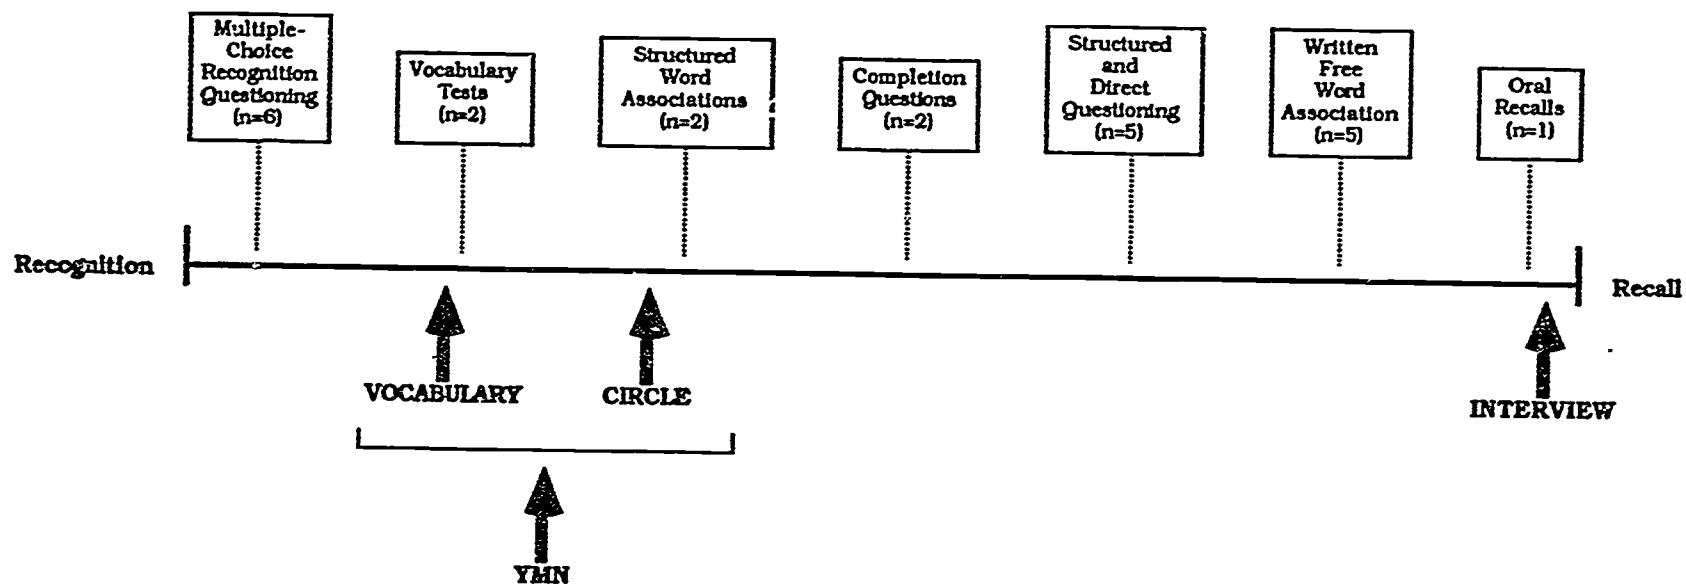 Multiple-
Choice
Recognition
Questioning
(n=6)
Vocabulary
Tests
(n=2)
Structured
Word
Associations
(n=2)
Completion
Questions
(n=2)
Structured
and
Direct
Questioning
(n=5)
Written
Free
Word
Association
(n=5)
Oral
Recalls
(n=1)
Recognition
Recall
VOCABULARY
CIRCLE
INTERVIEW
YMN